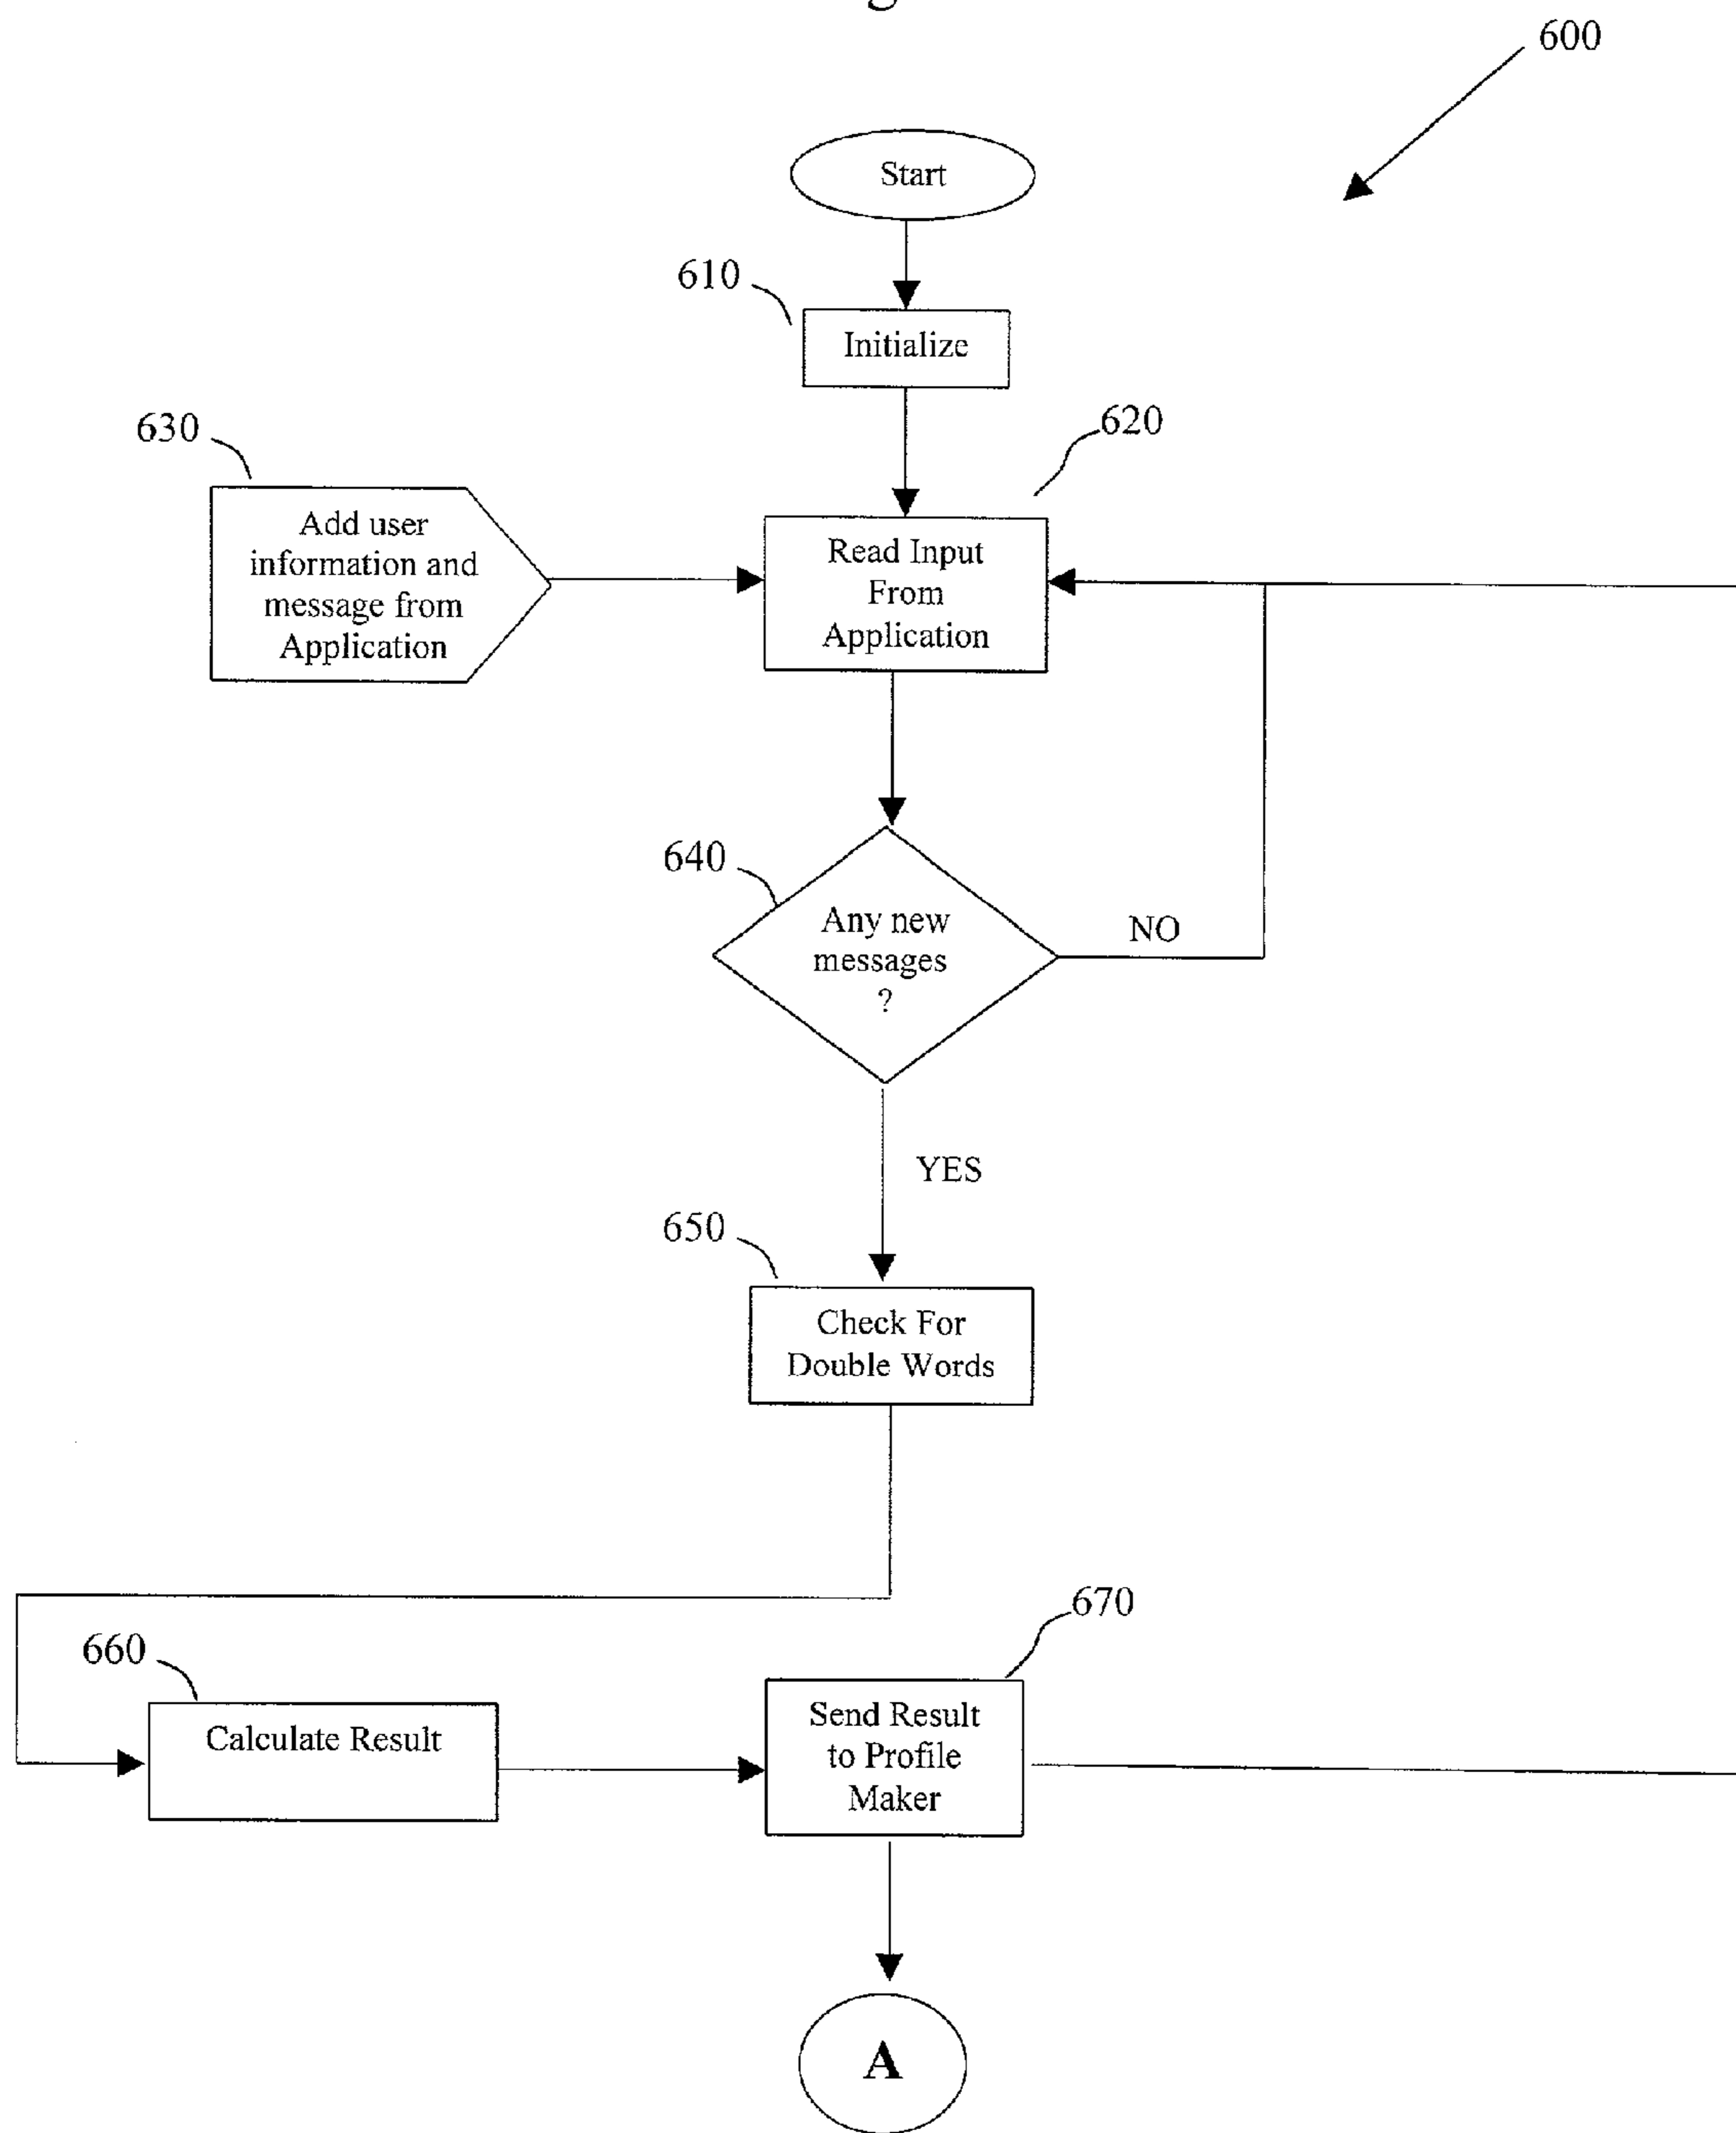 600
Start
610
Initialize
630
620
Add user
information and
message from
Application
Read Input
From
Application
640
Any new
messages
?
NO
YES
650
Check For
Double Words
670
660
Calculate Result
Send Result
to Profile
Maker
A